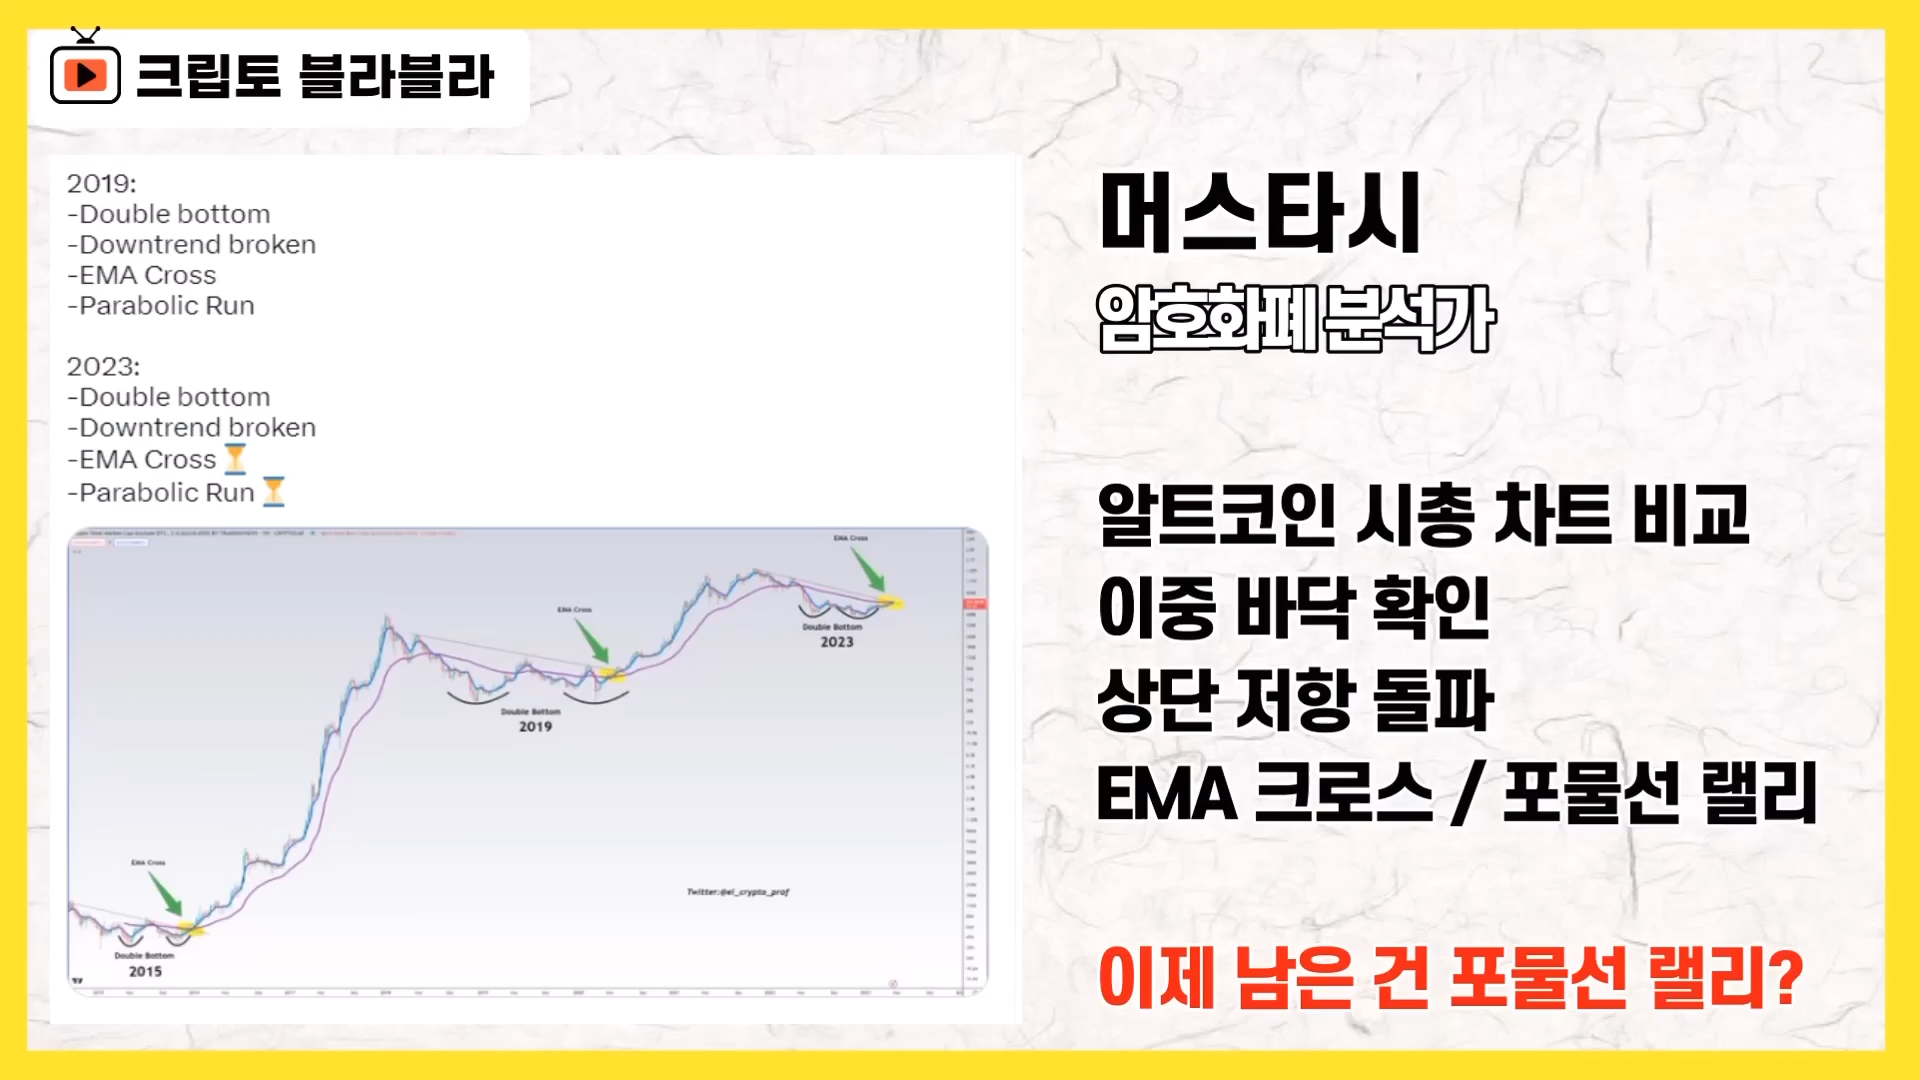 크립토 블라블라
2019:
-Double bottom
-Downtrend broken
-EMA Cross
-Parabolic Run
2023:
-Double bottom
-Downtrend broken
-EMA Cross ⏳
-Parabolic Run ⏳
EMA Cross
EMA Cross
Double Bottom
2023
Double Bottom
2019
EMA Cross
Twitter:@el_crypto_prof
Double Bottom
2015
머스타시
암호화폐 분석가
알트코인 시총 차트 비교
이중 바닥 확인
상단 저항 돌파
EMA 크로스 / 포물선 랠리
이제 남은 건 포물선 랠리?